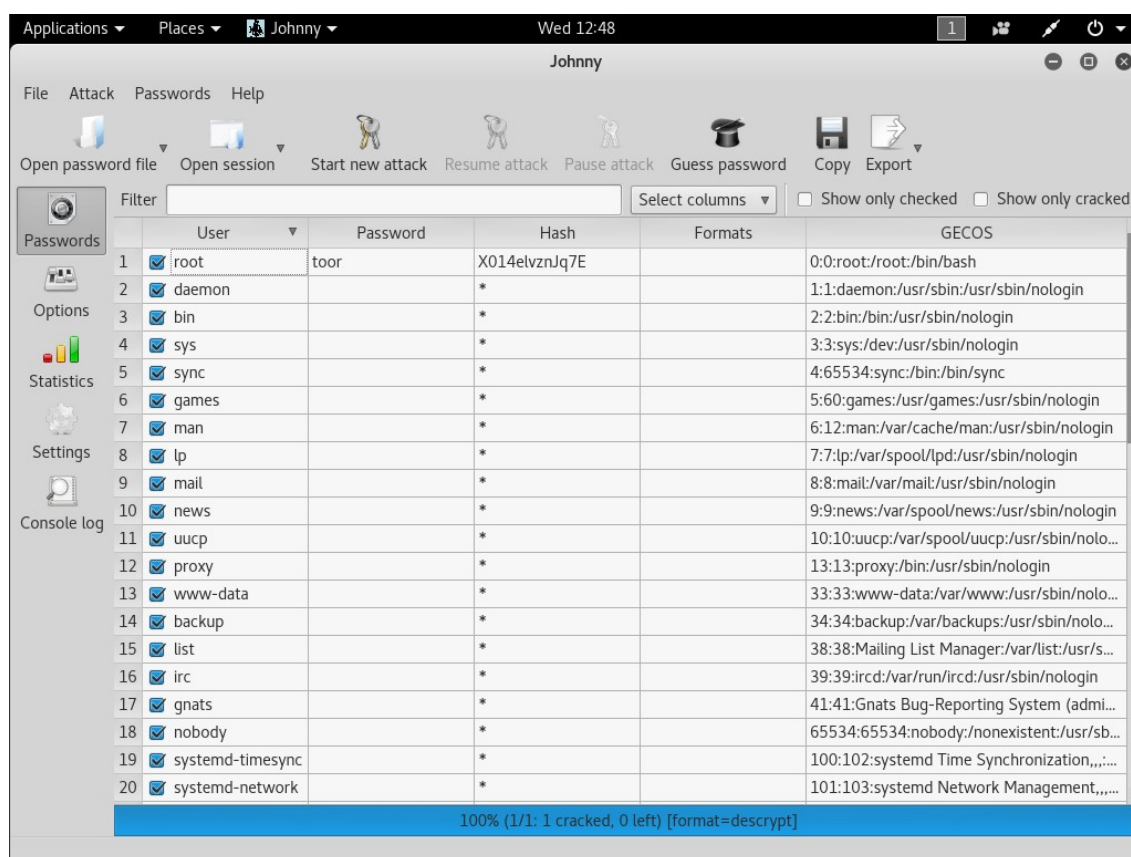 Applications Places Johnny Wed 12:48 1
Johnny
File Attack Passwords Help
Open password file Open session Start new attack Resume attack Pause attack Guess password Copy Export
Passwords
Options
Statistics
Settings
Console log
Filter Select columns Show only checked Show only cracked
User Password Hash Formats GECOS
1 root toor X014elvznJq7E 0:0:root:/root:/bin/bash
2 daemon * 1:1:daemon:/usr/sbin:/usr/sbin/nologin
3 bin * 2:2:bin:/bin:/usr/sbin/nologin
4 sys * 3:3:sys:/dev:/usr/sbin/nologin
5 sync * 4:65534:sync:/bin:/bin/sync
6 games * 5:60:games:/usr/games:/usr/sbin/nologin
7 man * 6:12:man:/var/cache/man:/usr/sbin/nologin
8 lp * 7:7:lp:/var/spool/lpd:/usr/sbin/nologin
9 mail * 8:8:mail:/var/mail:/usr/sbin/nologin
10 news * 9:9:news:/var/spool/news:/usr/sbin/nologin
11 uucp * 10:10:uucp:/var/spool/uucp:/usr/sbin/nolo...
12 proxy * 13:13:proxy:/bin:/usr/sbin/nologin
13 www-data * 33:33:www-data:/var/www:/usr/sbin/nolo...
14 backup * 34:34:backup:/var/backups:/usr/sbin/nolo...
15 list * 38:38:Mailing List Manager:/var/list:/usr/s...
16 irc * 39:39:ircd:/var/run/ircd:/usr/sbin/nologin
17 gnats * 41:41:Gnats Bug-Reporting System (admi...
18 nobody * 65534:65534:nobody:/nonexistent:/usr/sb...
19 systemd-timesync * 100:102:systemd Time Synchronization,,,:...
20 systemd-network * 101:103:systemd Network Management,,,...
100% (1/1: 1 cracked, 0 left) [format=descrypt]